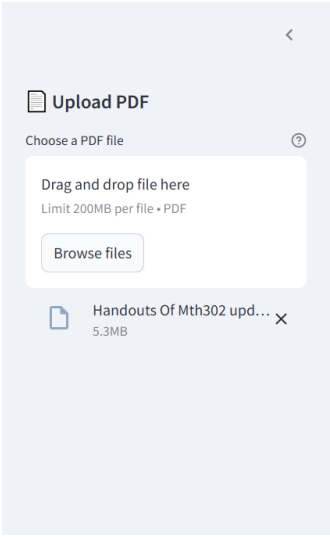 Upload PDF
Choose a PDF file
Drag and drop file here
Limit 200MB per file • PDF
Browse files
Handouts Of Mth302 upd...
5.3MB